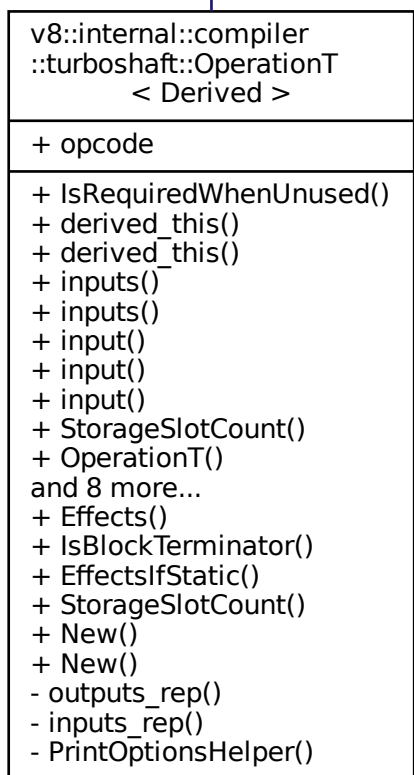 v8::internal::compiler
::turboshaft::OperationT
< Derived >
+ opcode
+ IsRequiredWhenUnused()
+ derived_this()
+ derived_this()
+ inputs()
+ inputs()
+ input()
+ input()
+ input()
+ StorageSlotCount()
+ OperationT()
and 8 more...
+ Effects()
+ IsBlockTerminator()
+ EffectsIfStatic()
+ StorageSlotCount()
+ New()
+ New()
- outputs_rep()
- inputs_rep()
- PrintOptionsHelper()